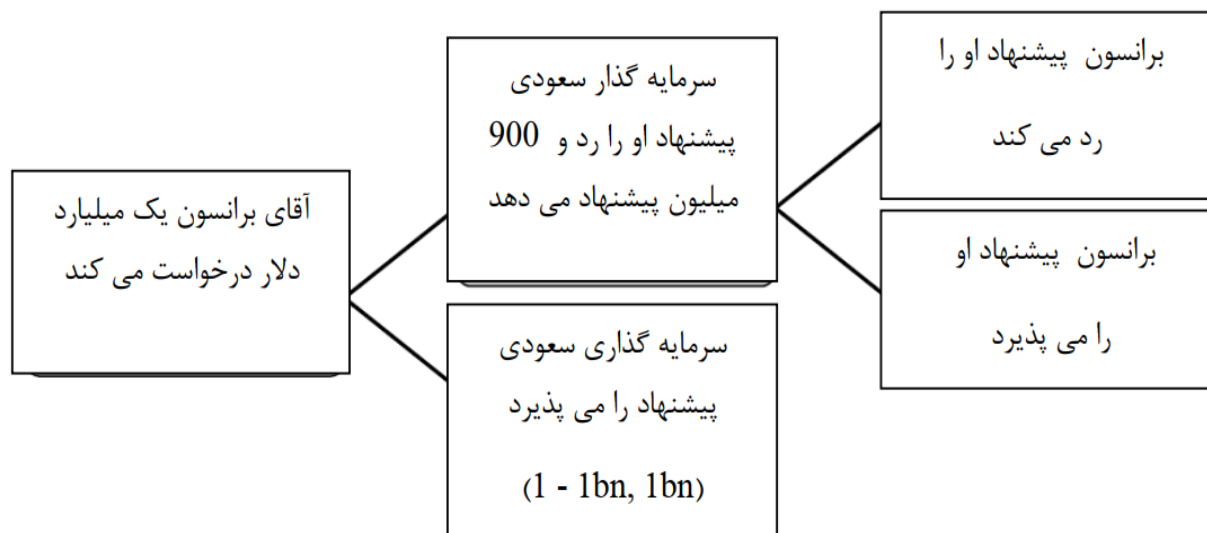 آقای برانسون یک میلیارد
دلار درخواست می کند
سرمایه گذار سعودی
پیشنهاد او را رد و 900
میلیون پیشنهاد می دهد
سرمایه گذاری سعودی
پیشنهاد را می پذیرد
(1 - 1bn, 1bn)
برانسون پیشنهاد او را
رد می کند
برانسون پیشنهاد او
را می پذیرد